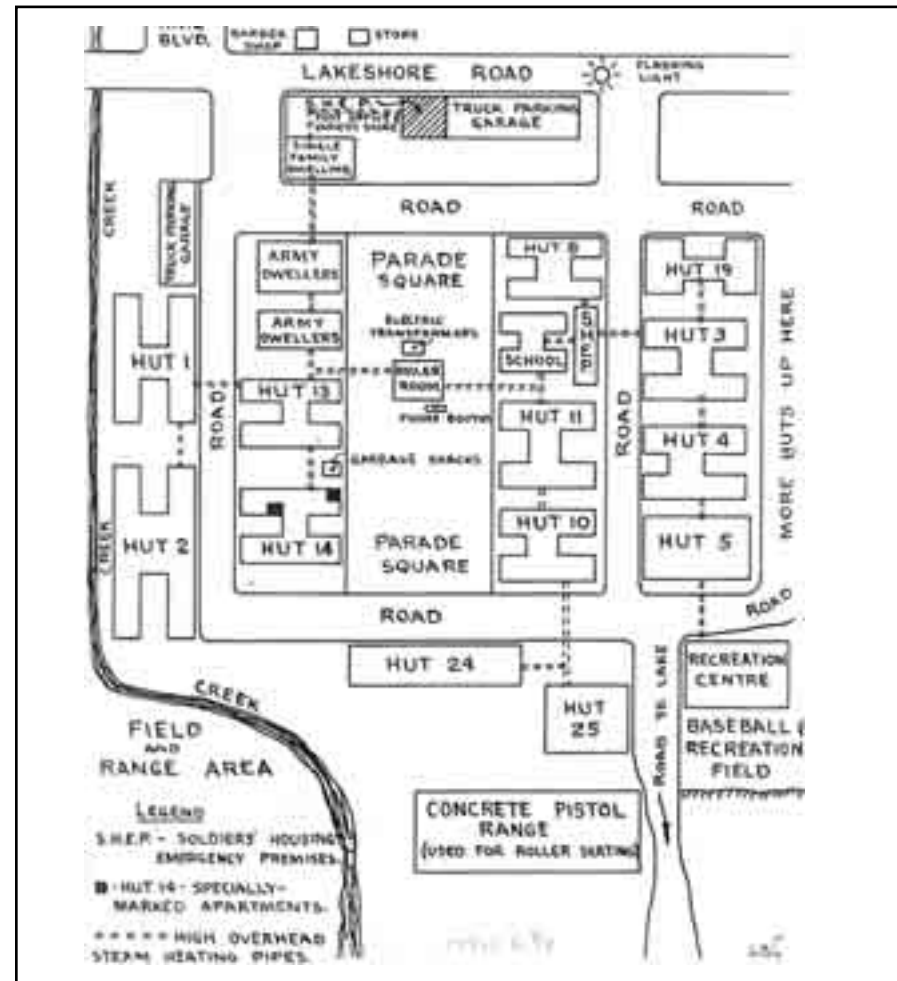 BLVD.
STORE
LAKESHORE ROAD
FLASHING
LIGHT
S.H.E.P.
TRUCK PARKING
GARAGE
SINGLE
FAMILY
DWELLING
CREEK
TRUCK PARKING
GARAGE
ROAD
ROAD
ARMY
DWELLERS
PARADE
SQUARE
HUT 8
HUT 19
ELECTRIC
TRANSFORMERS
ARMY
DWELLERS
SCHOOL
SHED
HUT 3
HUT 1
ROAD
HUT 13
ROOM
PHONE BOOTHS
HUT 11
ROAD
HUT 4
MORE HUTS UP HERE
GARBAGE SHACKS
CREEK
HUT 2
HUT 14
PARADE
SQUARE
HUT 10
HUT 5
ROAD
ROAD
HUT 24
RECREATION
CENTRE
CREEK
HUT
25
ROAD TO LAKE
FIELD
AND
RANGE AREA
BASEBALL
RECREATION
FIELD
CONCRETE PISTOL
RANGE
(USED FOR ROLLER SKATING)
LEGEND
S.H.E.P. - SOLDIERS' HOUSING
EMERGENCY PREMISES.
- HUT 14 - SPECIALLY-
MARKED APARTMENTS.
HIGH OVERHEAD
STEAM HEATING PIPES.